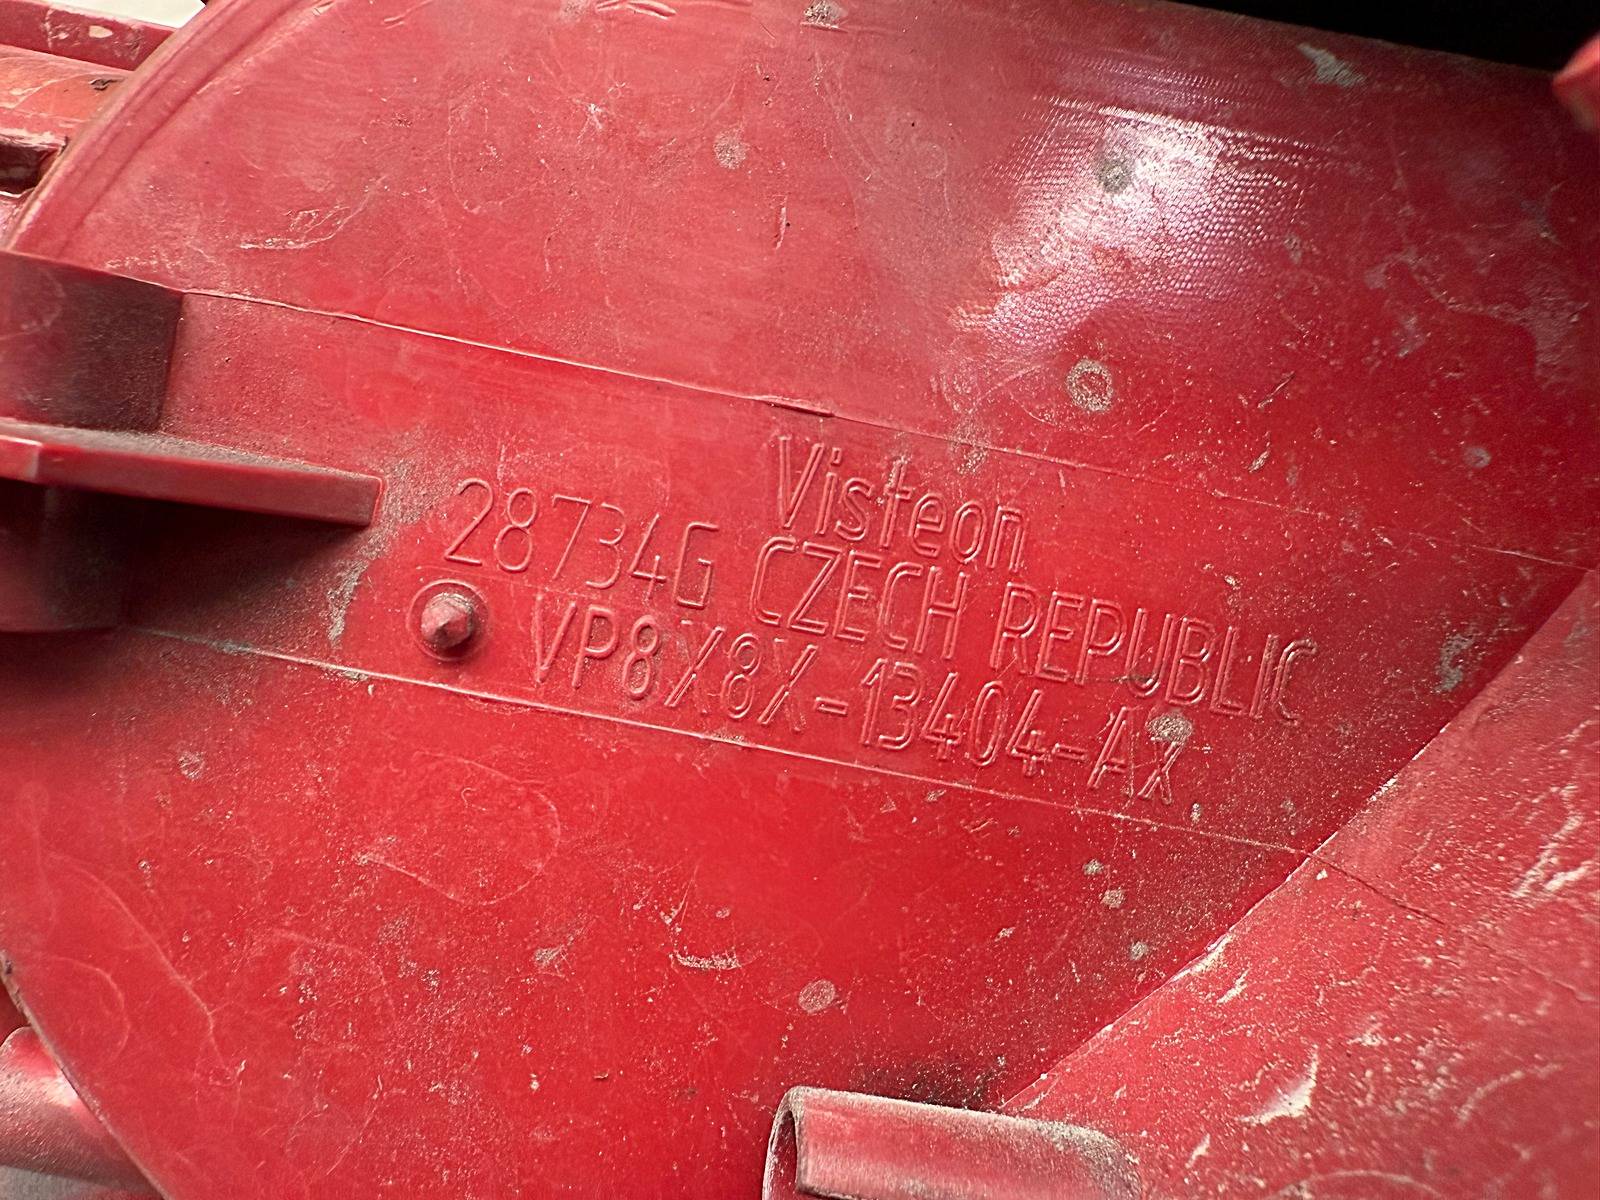 Visteon
28734G CZECH REPUBLIC
VP8X8X-13404-AX